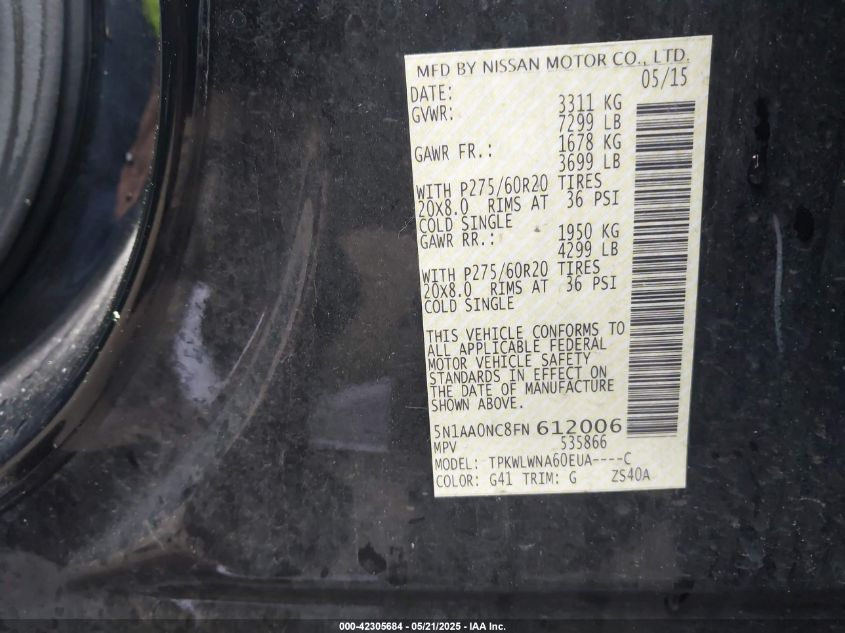 MFD BY NISSAN MOTOR CO., LTD.
DATE: 05/15
GVWR: 3311 KG
7299 LB
GAWR FR.: 1678 KG
3699 LB
WITH P275/60R20 TIRES
20X8.0 RIMS AT 36 PSI
COLD SINGLE
GAWR RR.: 1950 KG
4299 LB
WITH P275/60R20 TIRES
20X8.0 RIMS AT 36 PSI
COLD SINGLE
THIS VEHICLE CONFORMS TO
ALL APPLICABLE FEDERAL
MOTOR VEHICLE SAFETY
STANDARDS IN EFFECT ON
THE DATE OF MANUFACTURE
SHOWN ABOVE.
5N1AA0NC8FN 612006
MPV 535866
MODEL: TPKWLWNA60EUA----C
COLOR: G41 TRIM: G ZS40A
000-42305684 - 05/21/2025 - IAA Inc.